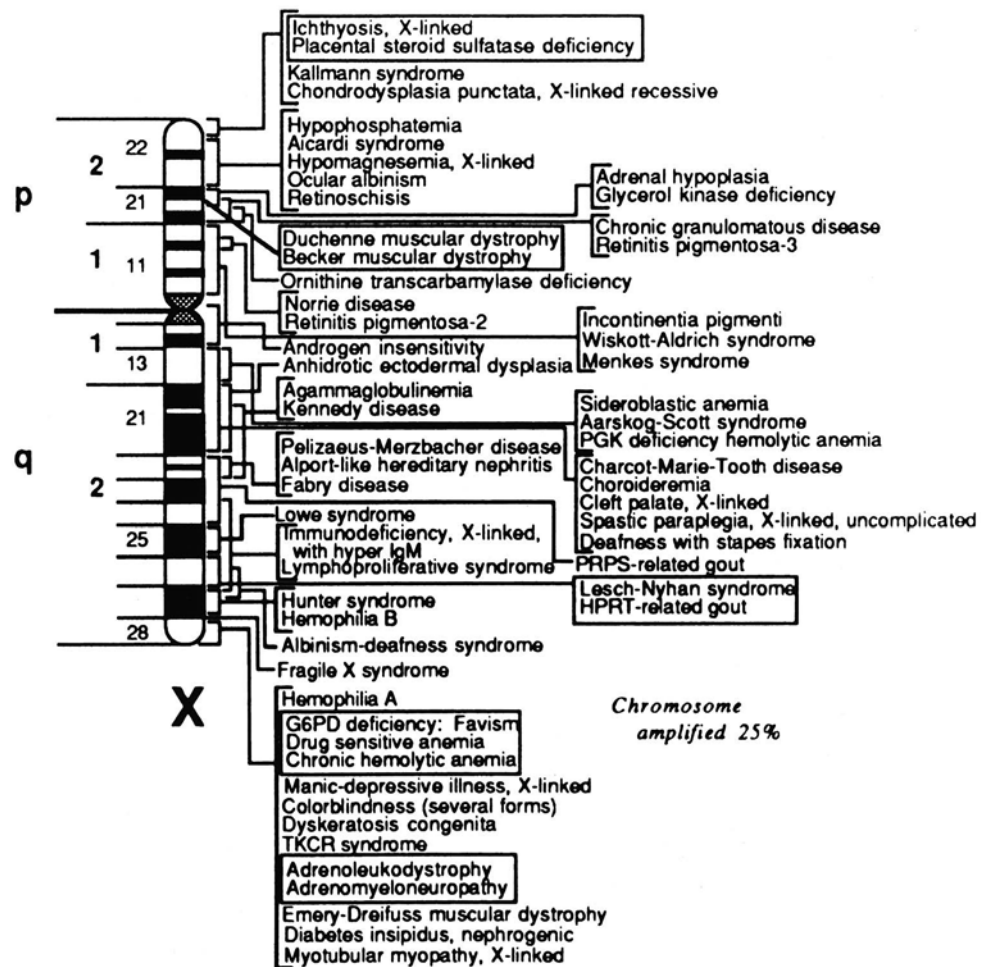 Ichthyosis, X-linked
Placental steroid sulfatase deficiency
Kallmann syndrome
Chondrodysplasia punctata, X-linked recessive
Hypophosphatemia
Aicardi syndrome
Hypomagnesemia, X-linked
Ocular albinism
Retinoschisis
Adrenal hypoplasia
Glycerol kinase deficiency
Chronic granulomatous disease
Retinitis pigmentosa-3
Duchenne muscular dystrophy
Becker muscular dystrophy
Ornithine transcarbamylase deficiency
Norrie disease
Retinitis pigmentosa-2
Incontinentia pigmenti
Wiskott-Aldrich syndrome
Menkes syndrome
Androgen insensitivity
Anhidrotic ectodermal dysplasia
Agammaglobulinemia
Kennedy disease
Sideroblastic anemia
Aarskog-Scott syndrome
PGK deficiency hemolytic anemia
Pelizaeus-Merzbacher disease
Alport-like hereditary nephritis
Fabry disease
Charcot-Marie-Tooth disease
Choroideremia
Cleft palate, X-linked
Spastic paraplegia, X-linked, uncomplicated
Deafness with stapes fixation
Lowe syndrome
Immunodeficiency, X-linked,
with hyper IgM
Lymphoproliferative syndrome
PRPS-related gout
Lesch-Nyhan syndrome
HPRT-related gout
Hunter syndrome
Hemophilia B
Albinism-deafness syndrome
Fragile X syndrome
Hemophilia A
G6PD deficiency: Favism
Drug sensitive anemia
Chronic hemolytic anemia
Manic-depressive illness, X-linked
Colorblindness (several forms)
Dyskeratosis congenita
TKCR syndrome
Adrenoleukodystrophy
Adrenomyeloneuropathy
Emery-Dreifuss muscular dystrophy
Diabetes insipidus, nephrogenic
Myotubular myopathy, X-linked
p
2
22
21
1
11
q
1
13
21
2
25
28
X
Chromosome
amplified 25%